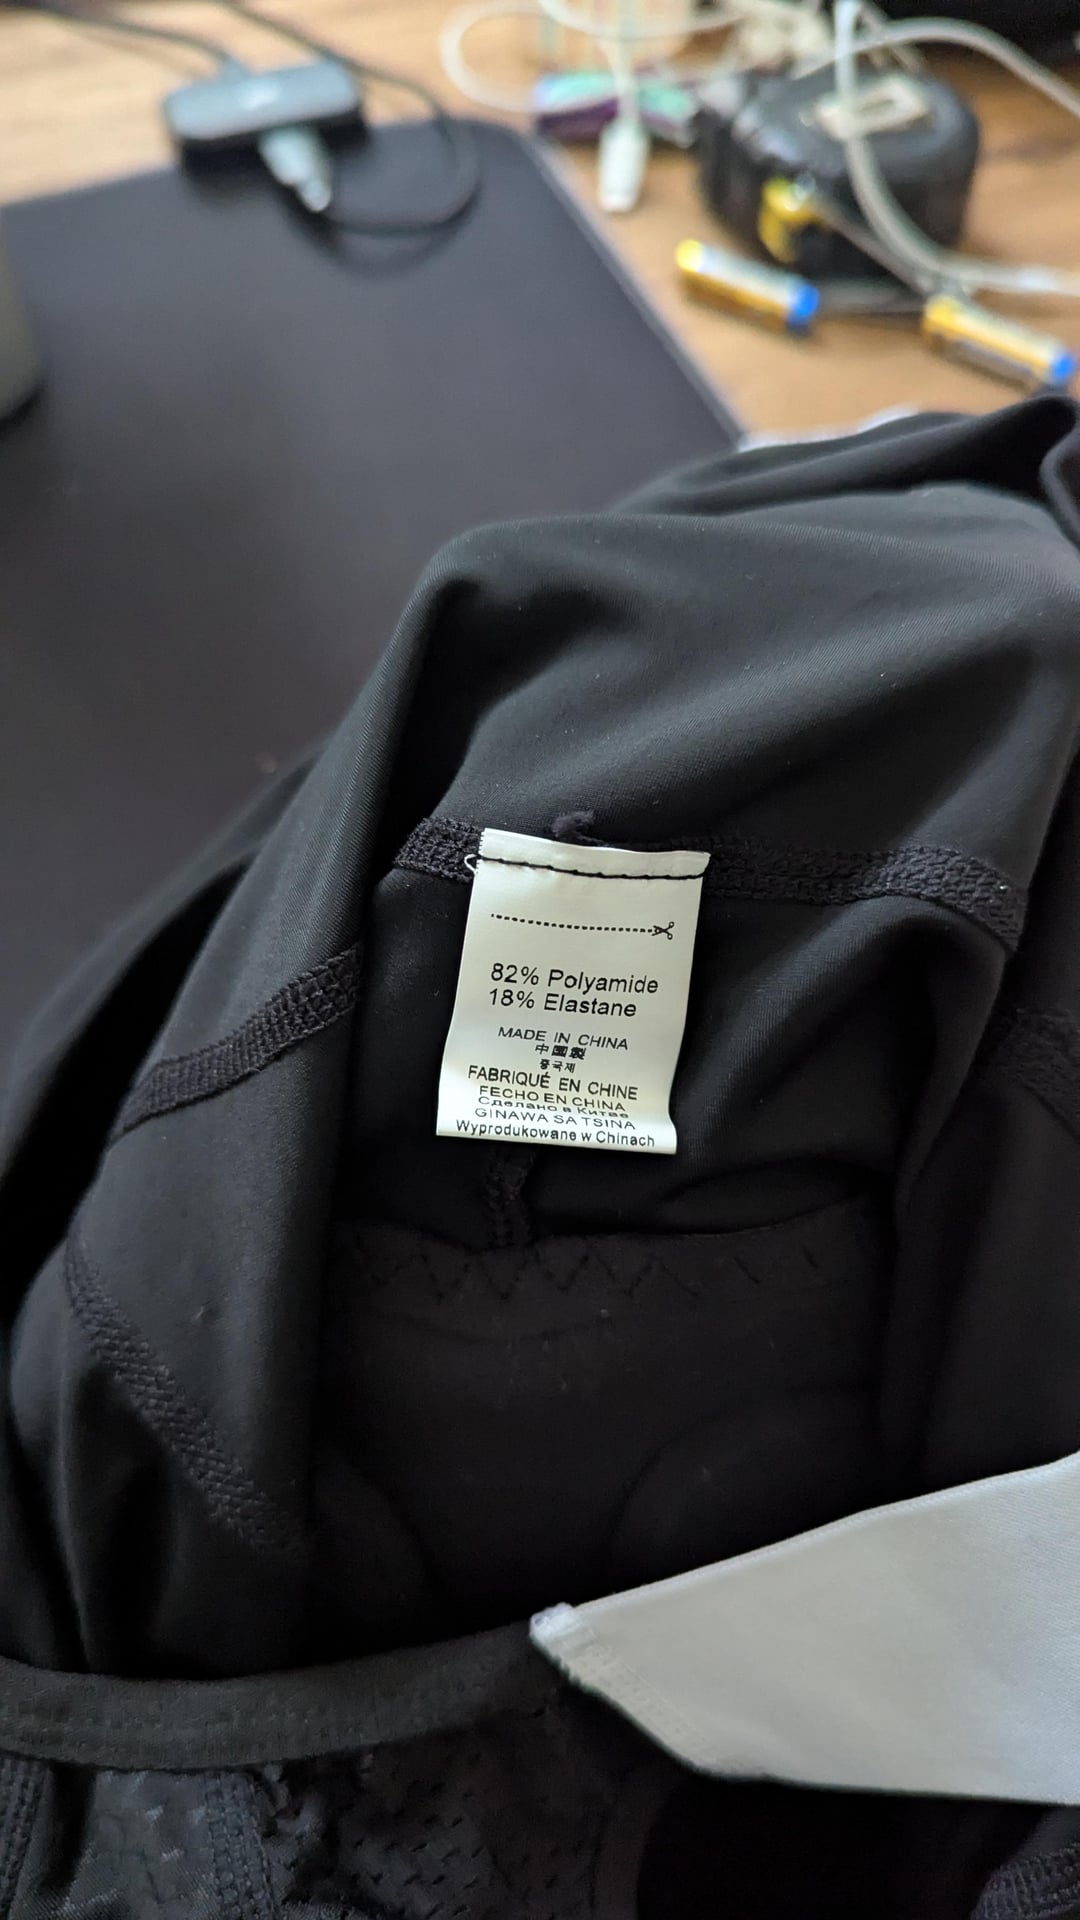 82% Polyamide
18% Elastane
MADE IN CHINA
中国製
중국제
FABRIQUÉ EN CHINE
FECHO EN CHINA
Сделано в Китае
GINAWA SA TSINA
Wyprodukowane w Chinach